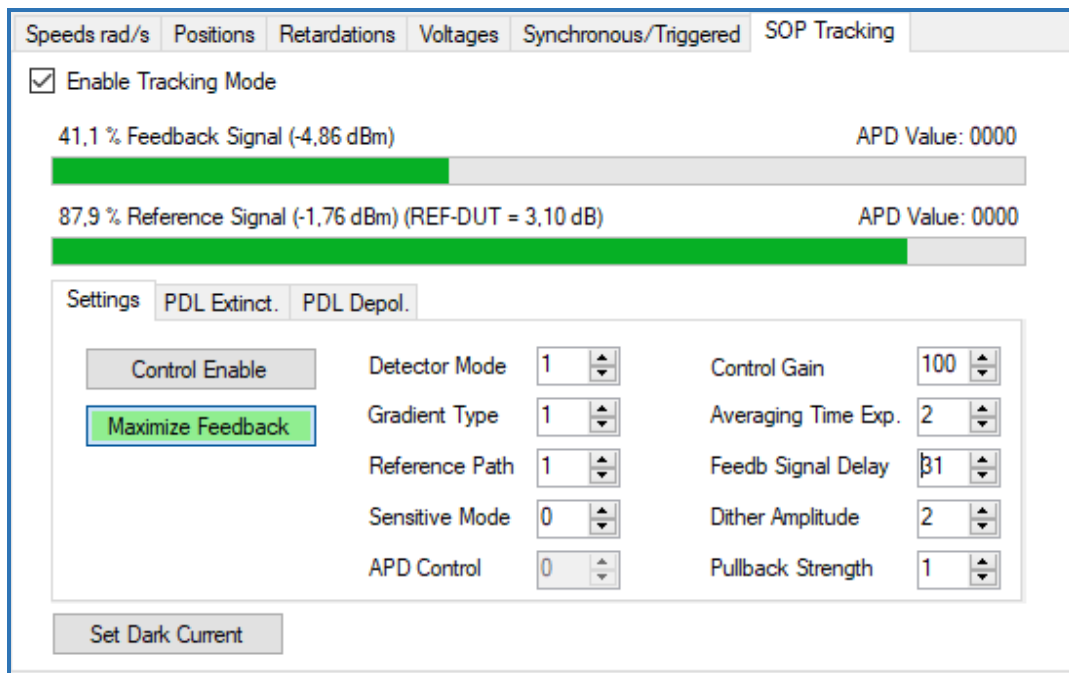 Speeds rad/s Positions Retardations Voltages Synchronous/Triggered SOP Tracking
Enable Tracking Mode
41,1 % Feedback Signal (-4,86 dBm) APD Value: 0000
87,9 % Reference Signal (-1,76 dBm) (REF-DUT = 3,10 dB) APD Value: 0000
Settings PDL Extinct. PDL Depol.
Control Enable Detector Mode 1 Control Gain 100
Maximize Feedback Gradient Type 1 Averaging Time Exp. 2
Reference Path 1 Feedb Signal Delay 31
Sensitive Mode 0 Dither Amplitude 2
APD Control 0 Pullback Strength 1
Set Dark Current